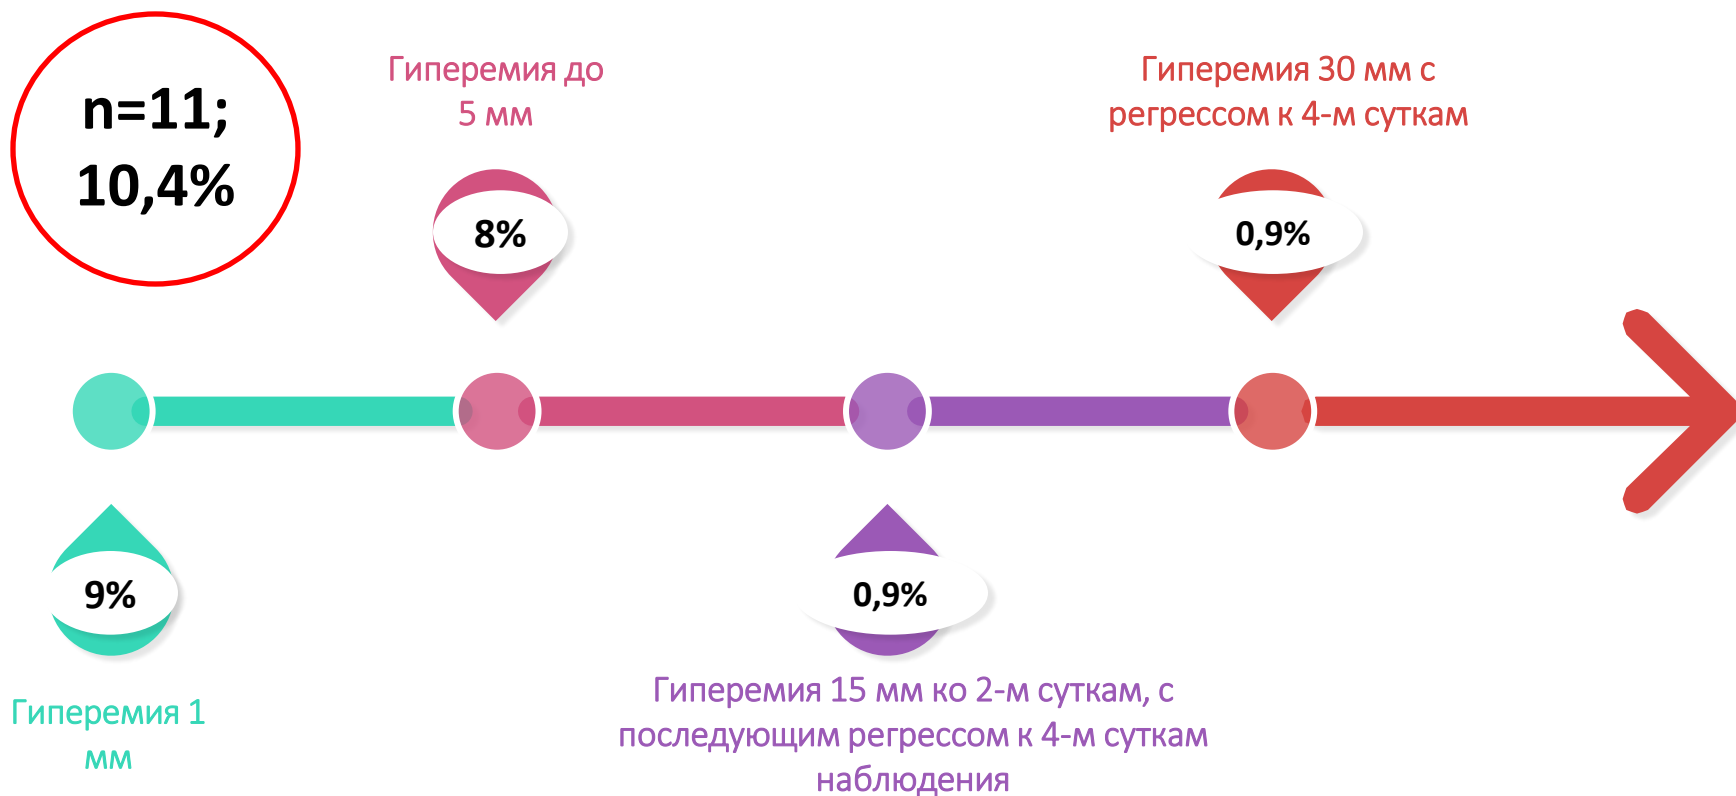 n=11;
10,4%
Гиперемия до
5 мм
8%
Гиперемия 30 мм с
регрессом к 4-м суткам
0,9%
9%
Гиперемия 1
мм
0,9%
Гиперемия 15 мм ко 2-м суткам, с
последующим регрессом к 4-м суткам
наблюдения